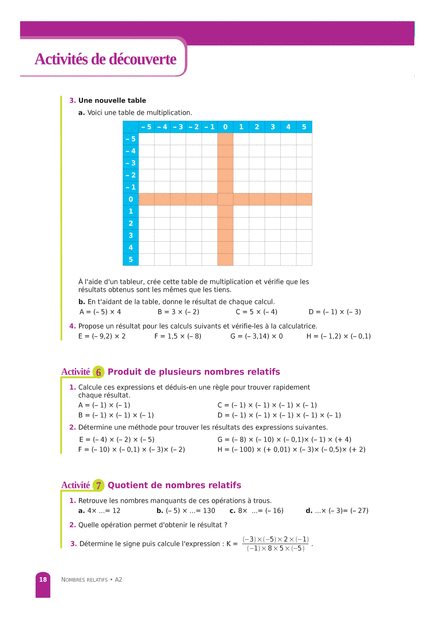 Activités de découverte
3. Une nouvelle table
a. Voici une table de multiplication.
– 5 – 4 – 3 – 2 – 1 0 1 2 3 4 5
– 5
– 4
– 3
– 2
– 1
0
1
2
3
4
5
À l'aide d'un tableur, crée cette table de multiplication et vérifie que les
résultats obtenus sont les mêmes que les tiens.
b. En t'aidant de la table, donne le résultat de chaque calcul.
A = (– 5) × 4 B = 3 × (– 2) C = 5 × (– 4) D = (– 1) × (– 3)
4. Propose un résultat pour les calculs suivants et vérifie-les à la calculatrice.
E = (– 9,2) × 2 F = 1,5 × (– 8) G = (– 3,14) × 0 H = (– 1,2) × (– 0,1)
Activité 6 Produit de plusieurs nombres relatifs
1. Calcule ces expressions et déduis-en une règle pour trouver rapidement
chaque résultat.
A = (– 1) × (– 1) C = (– 1) × (– 1) × (– 1) × (– 1)
B = (– 1) × (– 1) × (– 1) D = (– 1) × (– 1) × (– 1) × (– 1) × (– 1)
2. Détermine une méthode pour trouver les résultats des expressions suivantes.
E = (– 4) × (– 2) × (– 5) G = (– 8) × (– 10) × (– 0,1)× (– 1) × (+ 4)
F = (– 10) × (– 0,1) × (– 3)× (– 2) H = (– 100) × (+ 0,01) × (– 3)× (– 0,5)× (+ 2)
Activité 7 Quotient de nombres relatifs
1. Retrouve les nombres manquants de ces opérations à trous.
a. 4× ...= 12 b. (– 5) × ...= 130 c. 8× ...= (– 16) d. ...× (– 3)= (– 27)
2. Quelle opération permet d'obtenir le résultat ?
3. Détermine le signe puis calcule l'expression : K = (−3)×(−5)×2×(−1) / (−1)×8×5×(−5) .
18 NOMBRES RELATIFS • A2